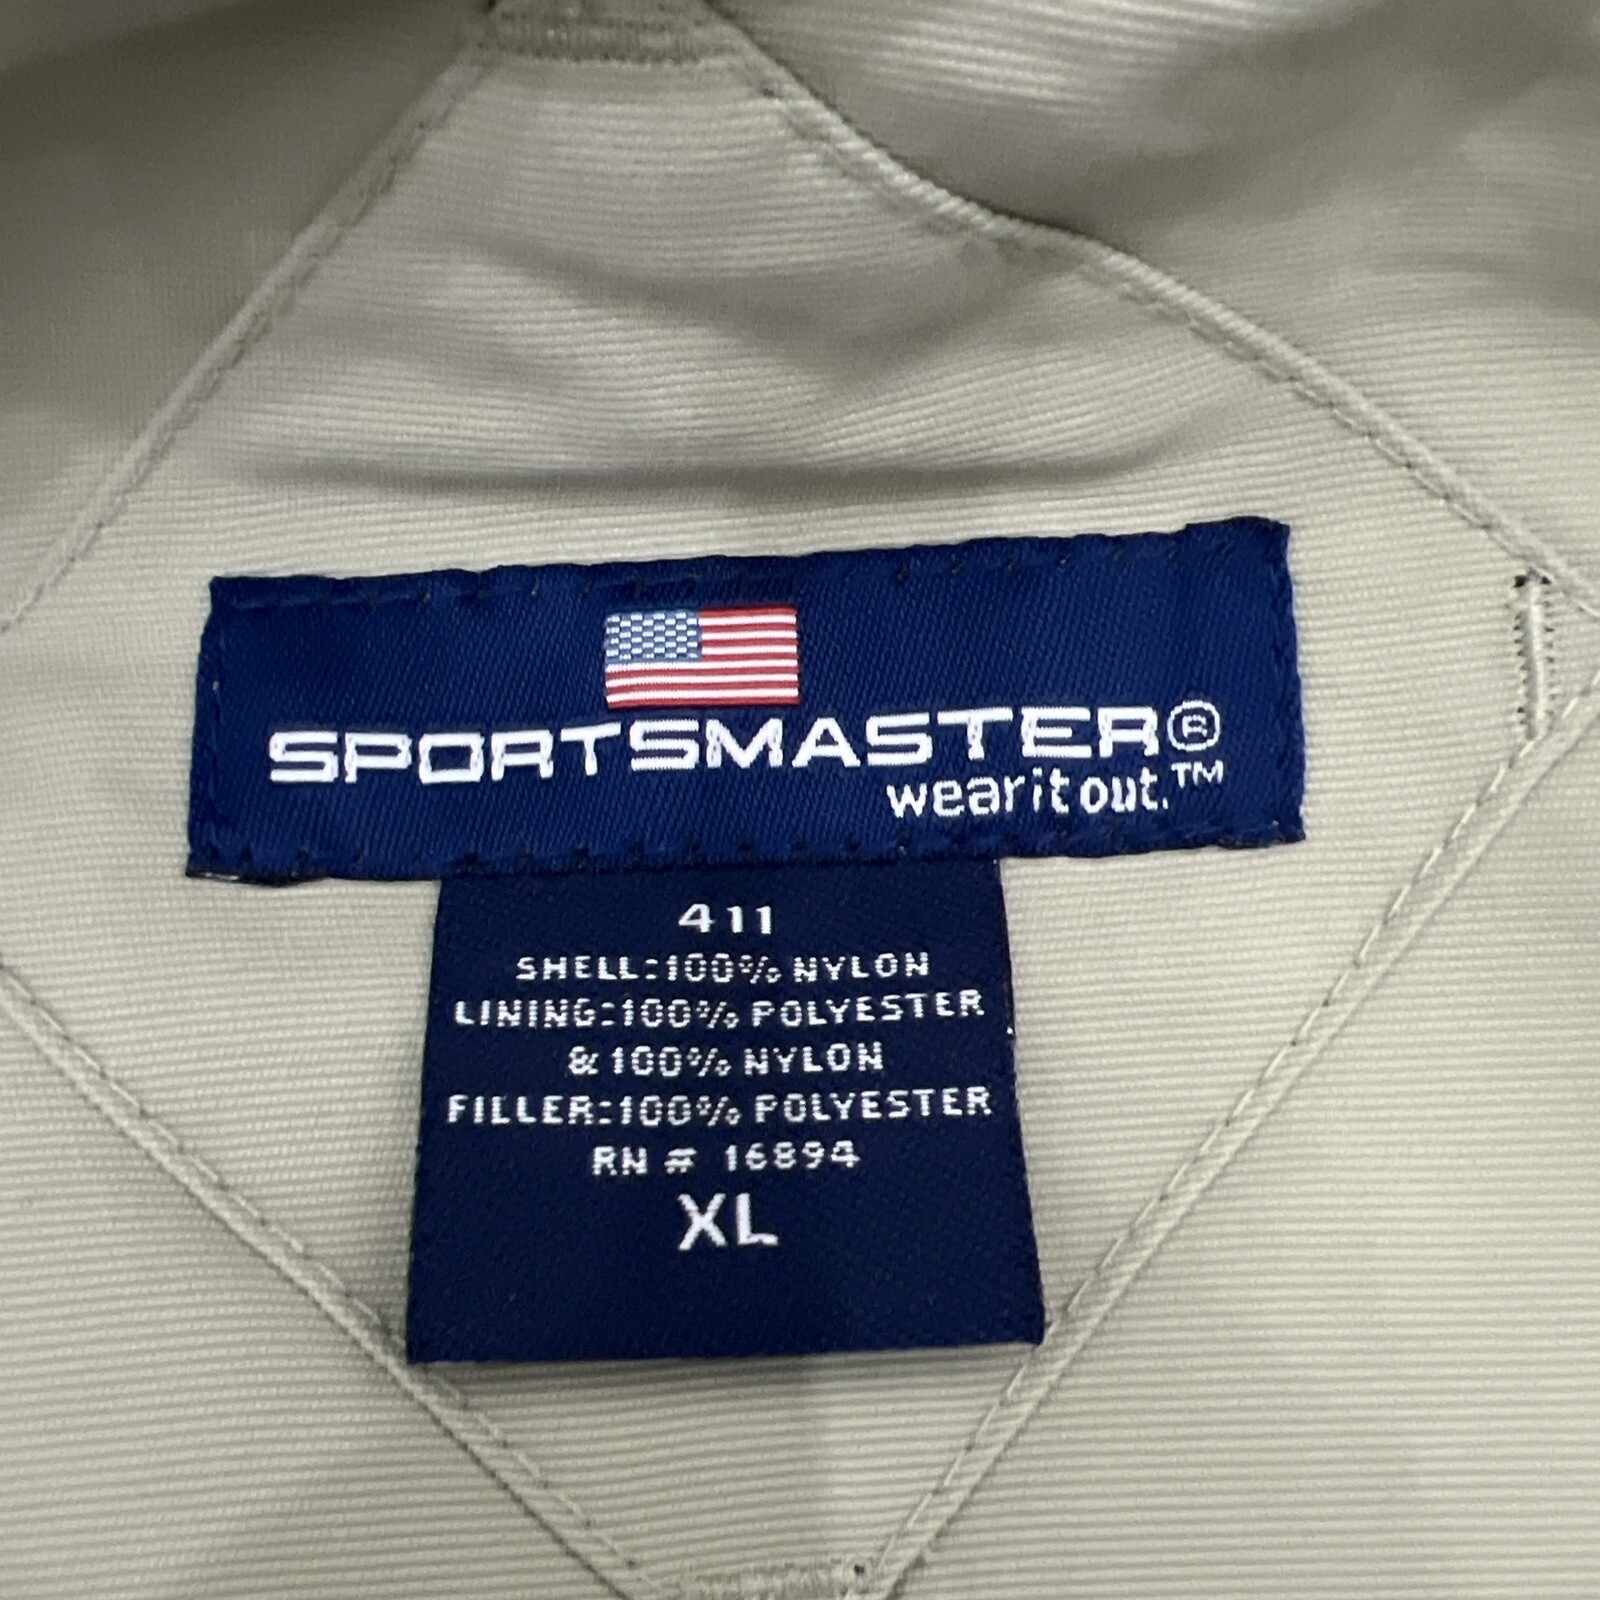 SPORTSMASTER®
wear it out.™
411
SHELL:100% NYLON
LINING:100% POLYESTER
& 100% NYLON
FILLER:100% POLYESTER
RN # 16894
XL